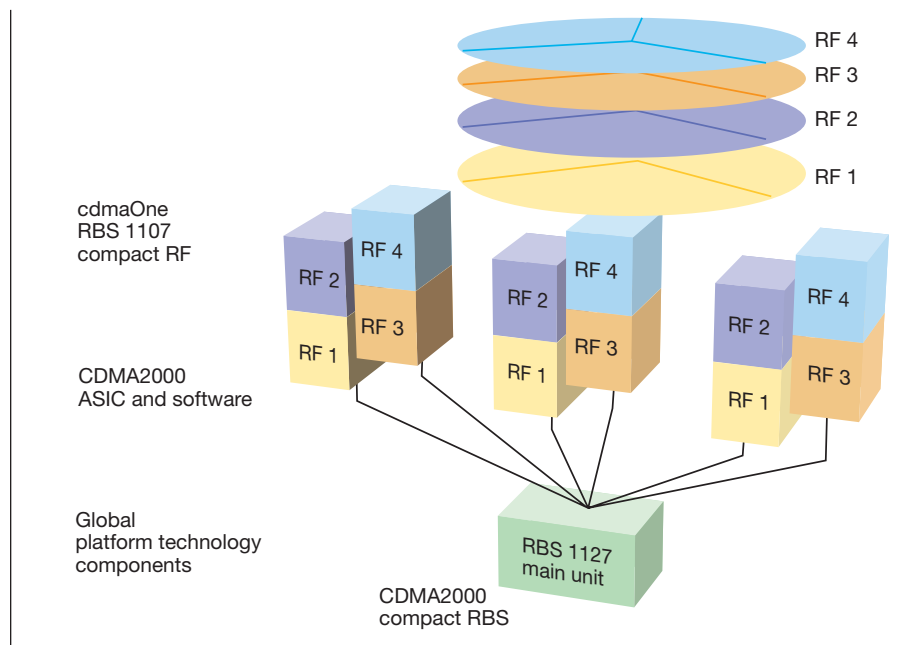 RF 4
RF 3
RF 2
RF 1
cdmaOne
RBS 1107
compact RF
RF 2
RF 4
RF 1
RF 3
RF 2
RF 4
RF 1
RF 3
RF 2
RF 4
RF 1
RF 3
CDMA2000
ASIC and software
Global
platform technology
components
RBS 1127
main unit
CDMA2000
compact RBS